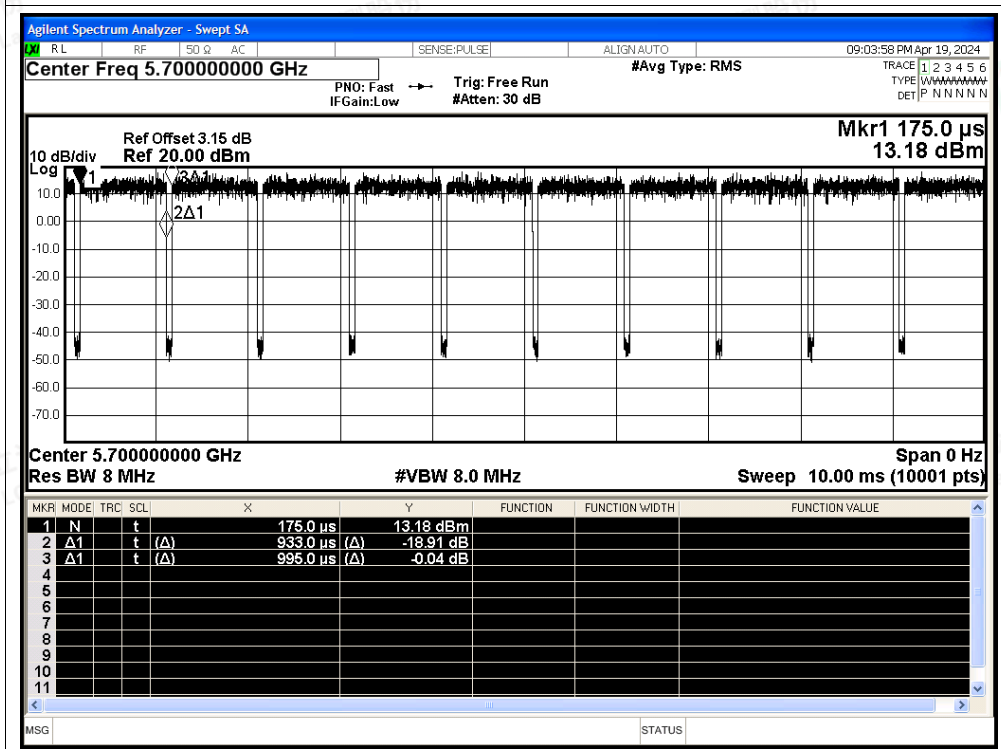 Agilent Spectrum Analyzer - Swept SA
LXI RL RF 50 Ω AC SENSE:PULSE ALIGN AUTO 09:03:58 PM Apr 19, 2024
Center Freq 5.700000000 GHz #Avg Type: RMS TRACE 1 2 3 4 5 6
PNO: Fast Trig: Free Run TYPE WWWWWW
IFGain:Low #Atten: 30 dB DET P N N N N N
Mkr1 175.0 µs
Ref Offset 3.15 dB
10 dB/div Ref 20.00 dBm 13.18 dBm
Log
1 3Δ1
10.0
2Δ1
0.00
-10.0
-20.0
-30.0
-40.0
-50.0
-60.0
-70.0
Center 5.700000000 GHz Span 0 Hz
Res BW 8 MHz #VBW 8.0 MHz Sweep 10.00 ms (10001 pts)
MKR MODE TRC SCL X Y FUNCTION FUNCTION WIDTH FUNCTION VALUE
1 N t 175.0 µs 13.18 dBm
2 Δ1 t (Δ) 933.0 µs (Δ) -18.91 dB
3 Δ1 t (Δ) 995.0 µs (Δ) -0.04 dB
4
5
6
7
8
9
10
11
MSG STATUS